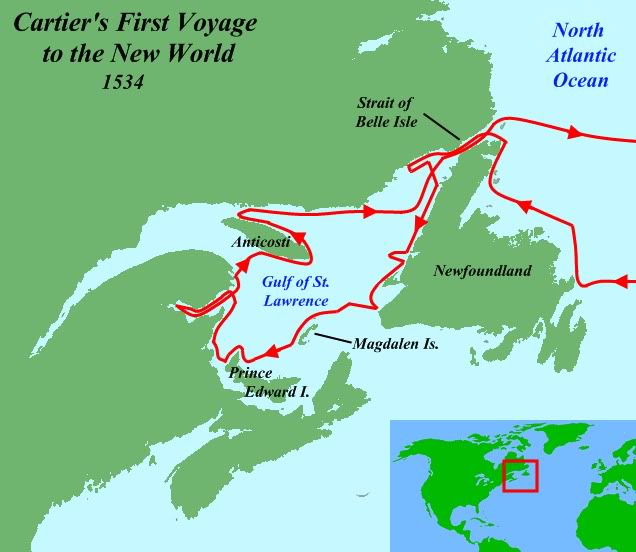 Cartier's First Voyage
to the New World
1534
North
Atlantic
Ocean
Strait of
Belle Isle
Anticosti
Gulf of St.
Lawrence
Newfoundland
Magdalen Is.
Prince
Edward I.